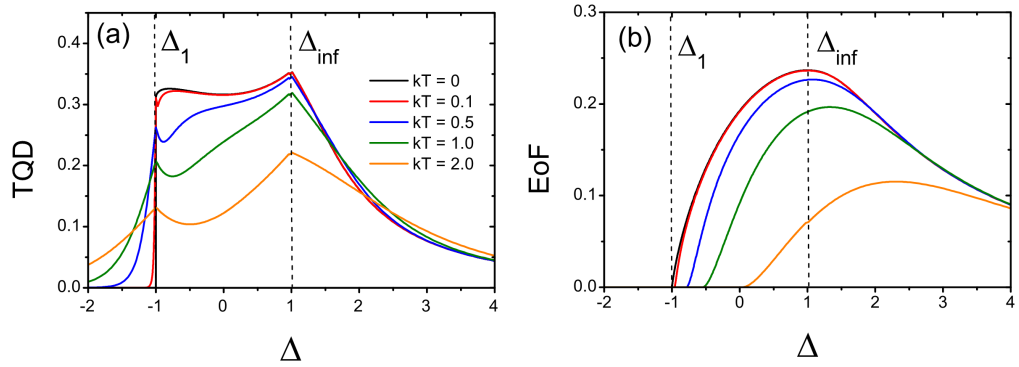 (a)
Δ1
Δinf
kT = 0
kT = 0.1
kT = 0.5
kT = 1.0
kT = 2.0
TQD
0.4
0.3
0.2
0.1
0.0
-2 -1 0 1 2 3 4
Δ
(b)
Δ1
Δinf
EoF
0.3
0.2
0.1
0.0
-2 -1 0 1 2 3 4
Δ